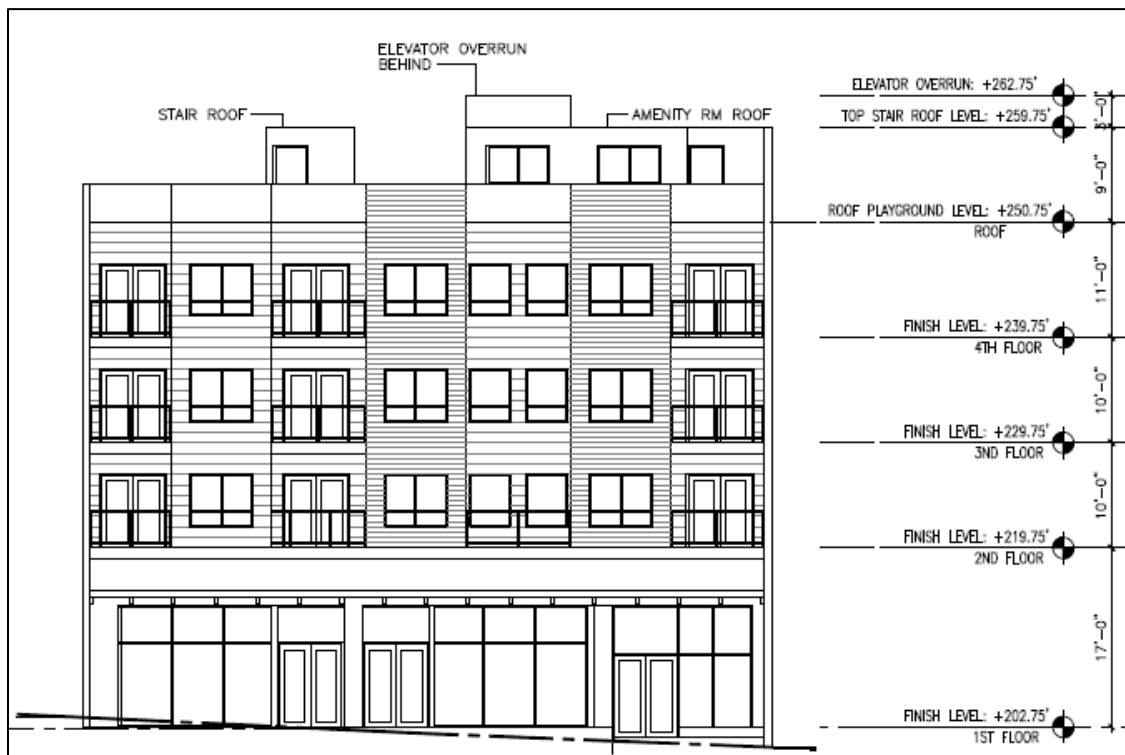 ELEVATOR OVERRUN
BEHIND
STAIR ROOF
AMENITY RM ROOF
ELEVATOR OVERRUN: +262.75'
TOP STAIR ROOF LEVEL: +259.75'
9'-0"
ROOF PLAYGROUND LEVEL: +250.75'
ROOF
11'-0"
FINISH LEVEL: +239.75'
4TH FLOOR
10'-0"
FINISH LEVEL: +229.75'
3ND FLOOR
10'-0"
FINISH LEVEL: +219.75'
2ND FLOOR
17'-0"
FINISH LEVEL: +202.75'
1ST FLOOR